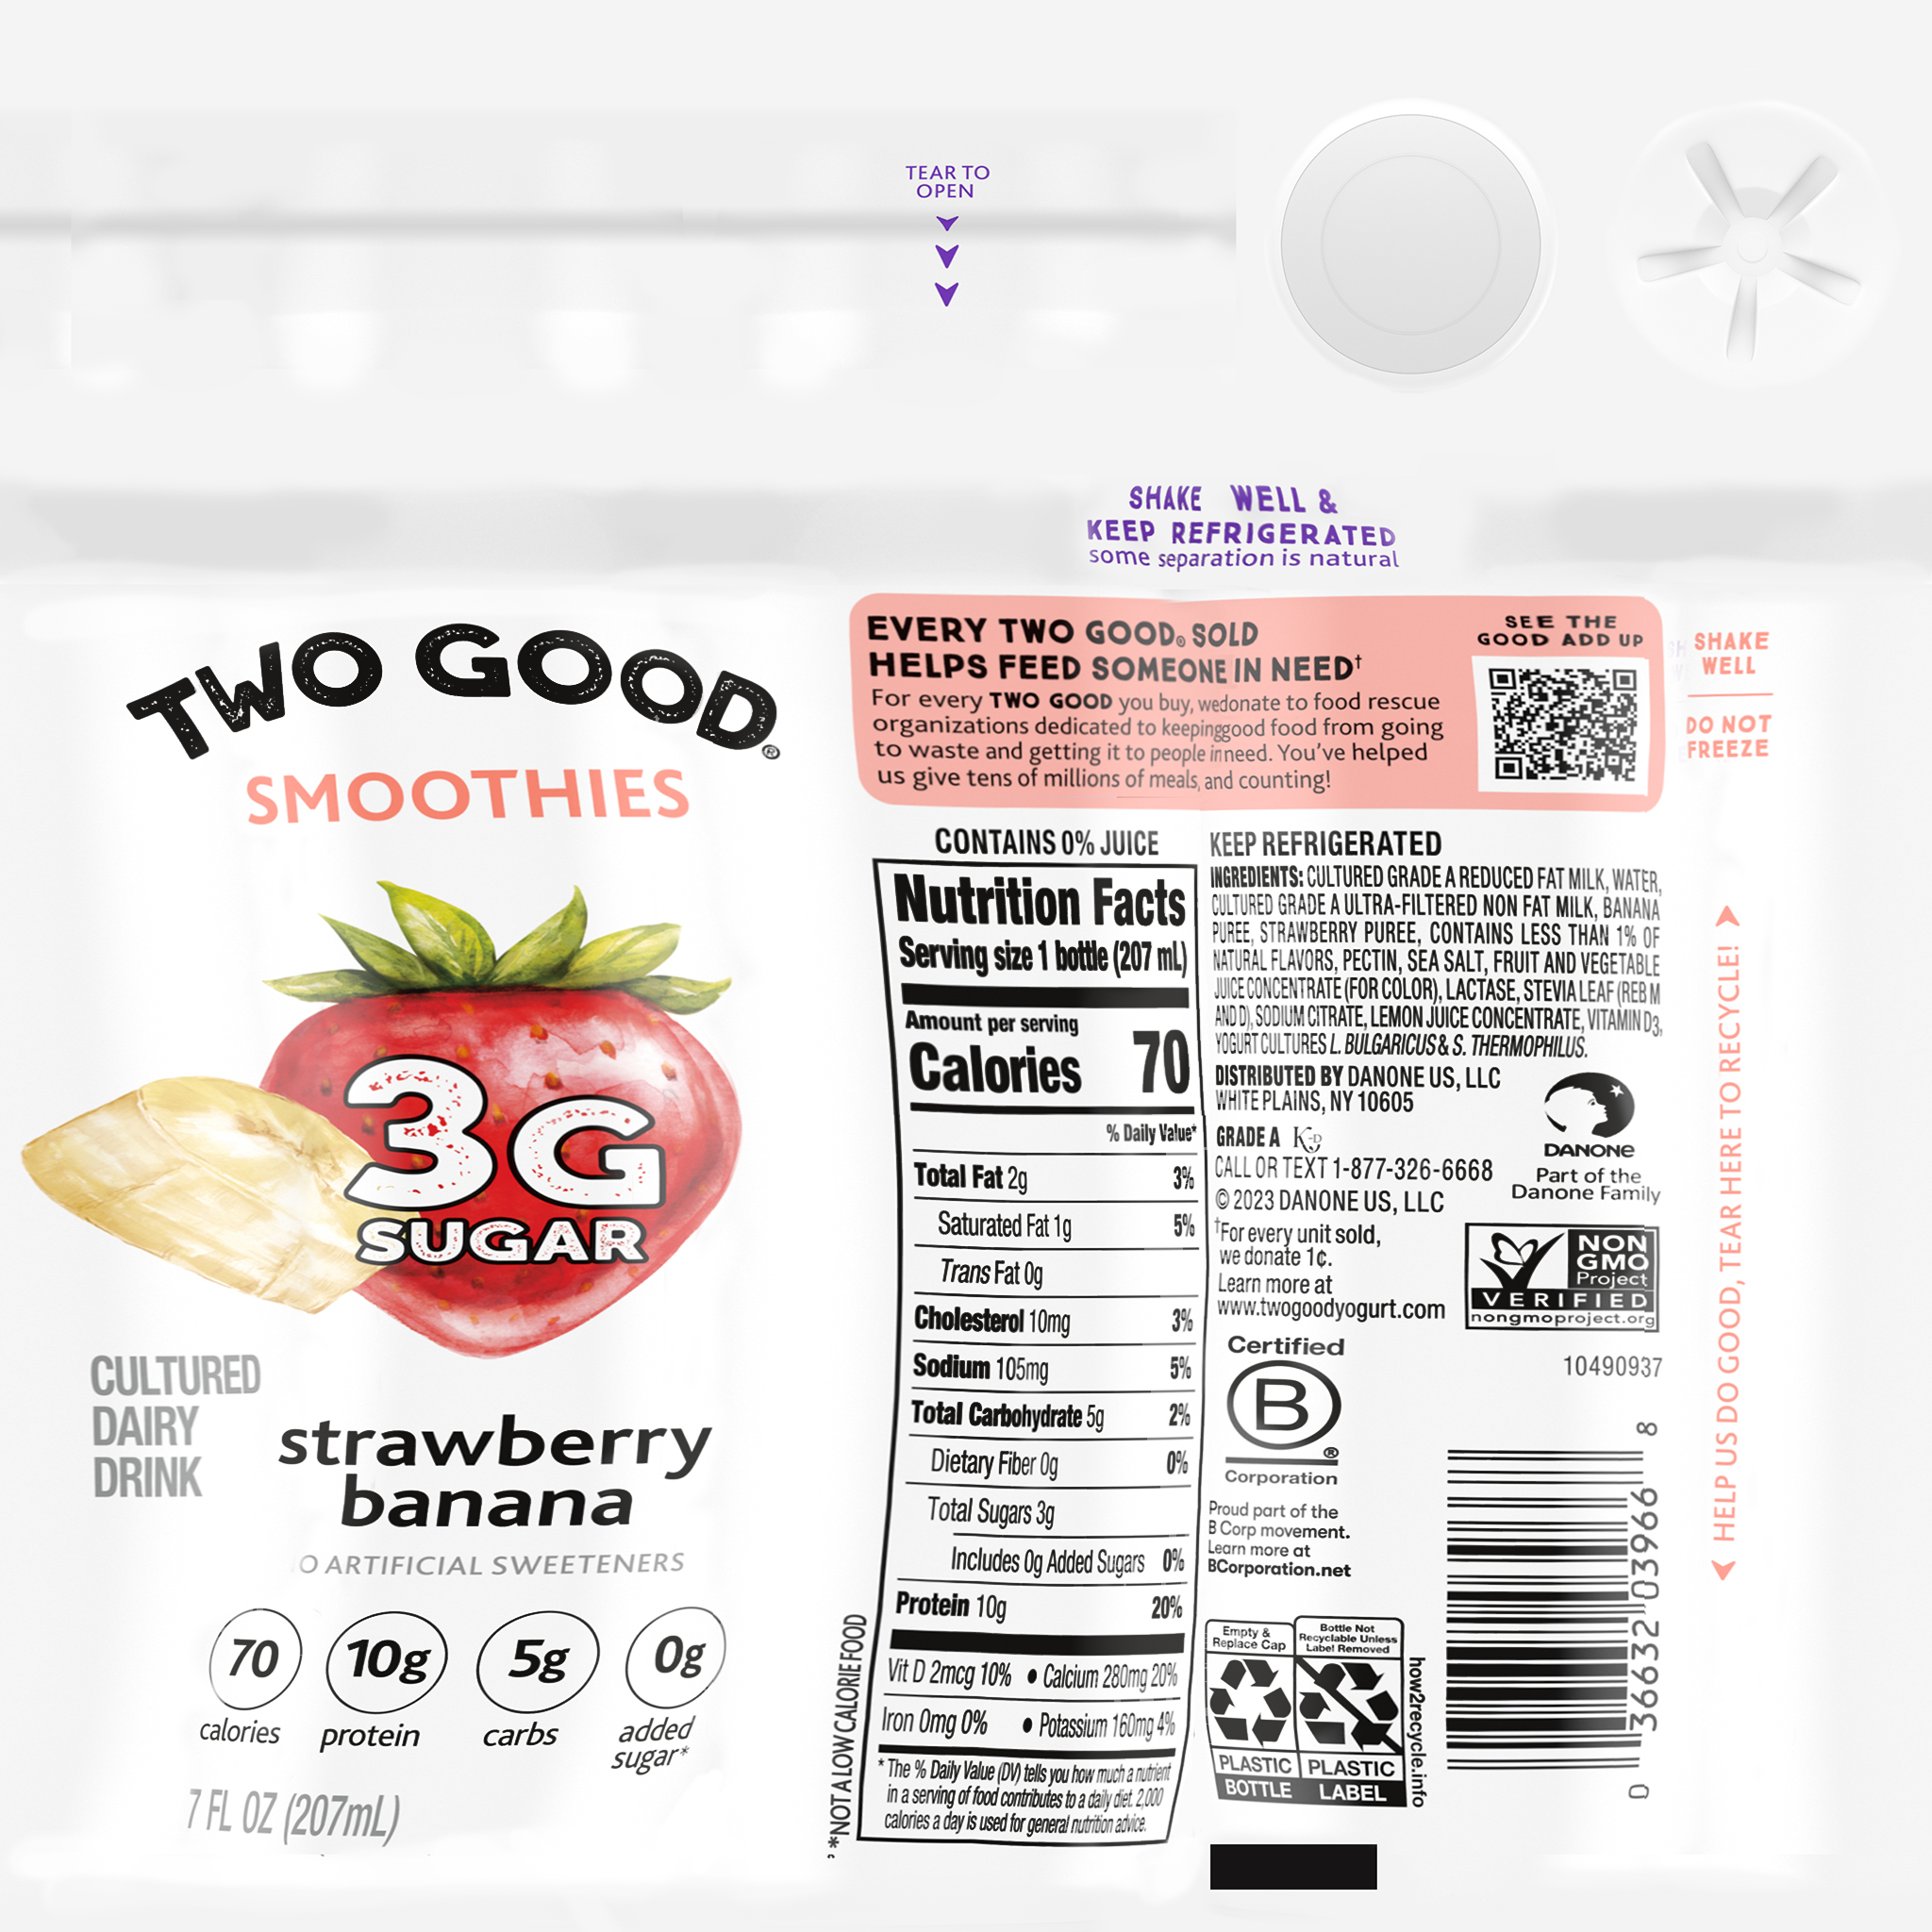 TEAR TO
OPEN
SHAKE WELL &
KEEP REFRIGERATED
some separation is natural
TWO GOOD®
SMOOTHIES
3G
SUGAR
CULTURED
DAIRY
DRINK
strawberry
banana
ARTIFICIAL SWEETENERS
70
calories
10g
protein
5g
carbs
0g
added
sugar*
7 FL OZ (207mL)
EVERY TWO GOOD® SOLD
HELPS FEED SOMEONE IN NEED†
For every TWO GOOD you buy, wedonate to food rescue
organizations dedicated to keepinggood food from going
to waste and getting it to people inneed. You've helped
us give tens of millions of meals, and counting!
SEE THE
GOOD ADD UP
SHAKE
WELL
DO NOT
FREEZE
CONTAINS 0% JUICE
Nutrition Facts
Serving size 1 bottle (207 mL)
Amount per serving
Calories 70
% Daily Value*
Total Fat 2g 3%
Saturated Fat 1g 5%
Trans Fat 0g
Cholesterol 10mg 3%
Sodium 105mg 5%
Total Carbohydrate 5g 2%
Dietary Fiber 0g 0%
Total Sugars 3g
Includes 0g Added Sugars 0%
Protein 10g 20%
Vit D 2mcg 10% • Calcium 280mg 20%
Iron 0mg 0% • Potassium 160mg 4%
* The % Daily Value (DV) tells you how much a nutrient
in a serving of food contributes to a daily diet. 2,000
calories a day is used for general nutrition advice.
*NOT A LOW CALORIE FOOD
KEEP REFRIGERATED
INGREDIENTS: CULTURED GRADE A REDUCED FAT MILK, WATER,
CULTURED GRADE A ULTRA-FILTERED NON FAT MILK, BANANA
PUREE, STRAWBERRY PUREE, CONTAINS LESS THAN 1% OF
NATURAL FLAVORS, PECTIN, SEA SALT, FRUIT AND VEGETABLE
JUICE CONCENTRATE (FOR COLOR), LACTASE, STEVIA LEAF (REB M
AND D), SODIUM CITRATE, LEMON JUICE CONCENTRATE, VITAMIN D3,
YOGURT CULTURES L. BULGARICUS & S. THERMOPHILUS.
DISTRIBUTED BY DANONE US, LLC
WHITE PLAINS, NY 10605
GRADE A K-D
CALL OR TEXT 1-877-326-6668
© 2023 DANONE US, LLC
DANONE
Part of the
Danone Family
†For every unit sold,
we donate 1¢.
Learn more at
www.twogoodyogurt.com
NON
GMO
Project
VERIFIED
nongmoproject.org
Certified
B
®
Corporation
Proud part of the
B Corp movement.
Learn more at
BCorporation.net
10490937
0 36632 03966 8
Empty &
Replace Cap
PLASTIC
BOTTLE
Bottle Not
Recyclable Unless
Label Removed
PLASTIC
LABEL
how2recycle.info
HELP US DO GOOD, TEAR HERE TO RECYCLE!